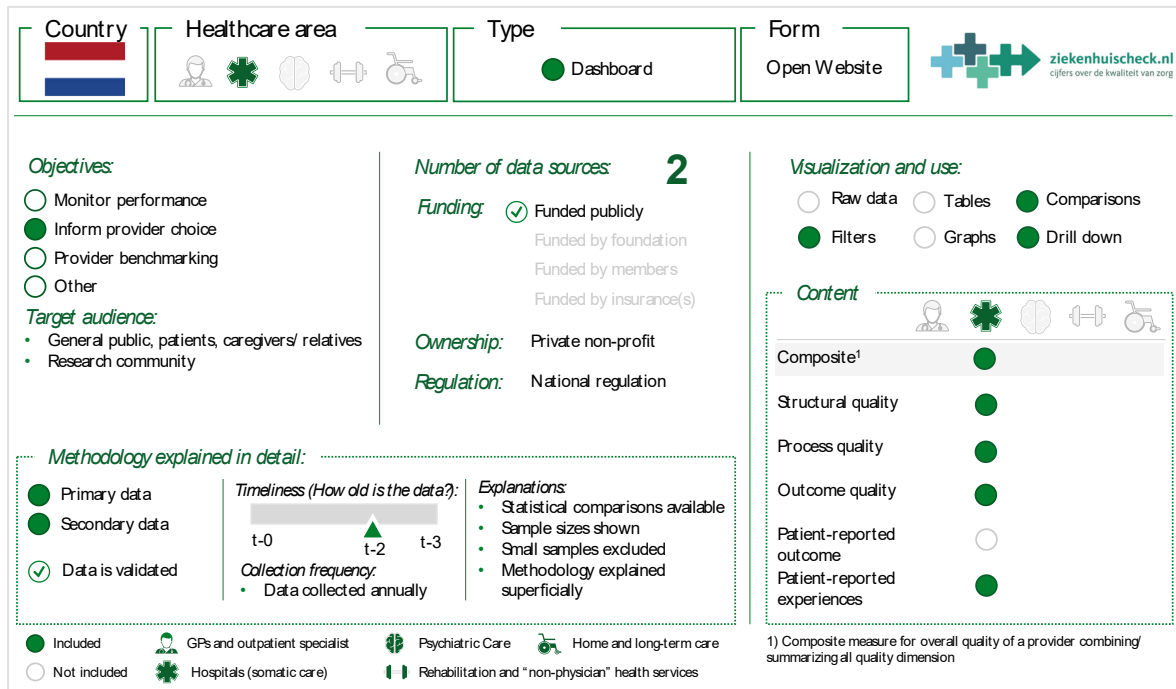 Country
Healthcare area
Type
Dashboard
Form
Open Website
ziekenhuischeck.nl
cijfers over de kwaliteit van zorg
Objectives:
Monitor performance
Inform provider choice
Provider benchmarking
Other
Target audience:
• General public, patients, caregivers/ relatives
• Research community
Number of data sources: 2
Funding: Funded publicly
Funded by foundation
Funded by members
Funded by insurance(s)
Ownership: Private non-profit
Regulation: National regulation
Visualization and use:
Raw data Tables Comparisons
Filters Graphs Drill down
Content
Composite¹
Structural quality
Process quality
Outcome quality
Patient-reported
outcome
Patient-reported
experiences
Methodology explained in detail:
Primary data
Secondary data
Data is validated
Timeliness (How old is the data?):
t-0 t-2 t-3
Collection frequency:
• Data collected annually
Explanations:
• Statistical comparisons available
• Sample sizes shown
• Small samples excluded
• Methodology explained
superficially
Included GPs and outpatient specialist Psychiatric Care Home and long-term care
Not included Hospitals (somatic care) Rehabilitation and "non-physician" health services
1) Composite measure for overall quality of a provider combining/
summarizing all quality dimension